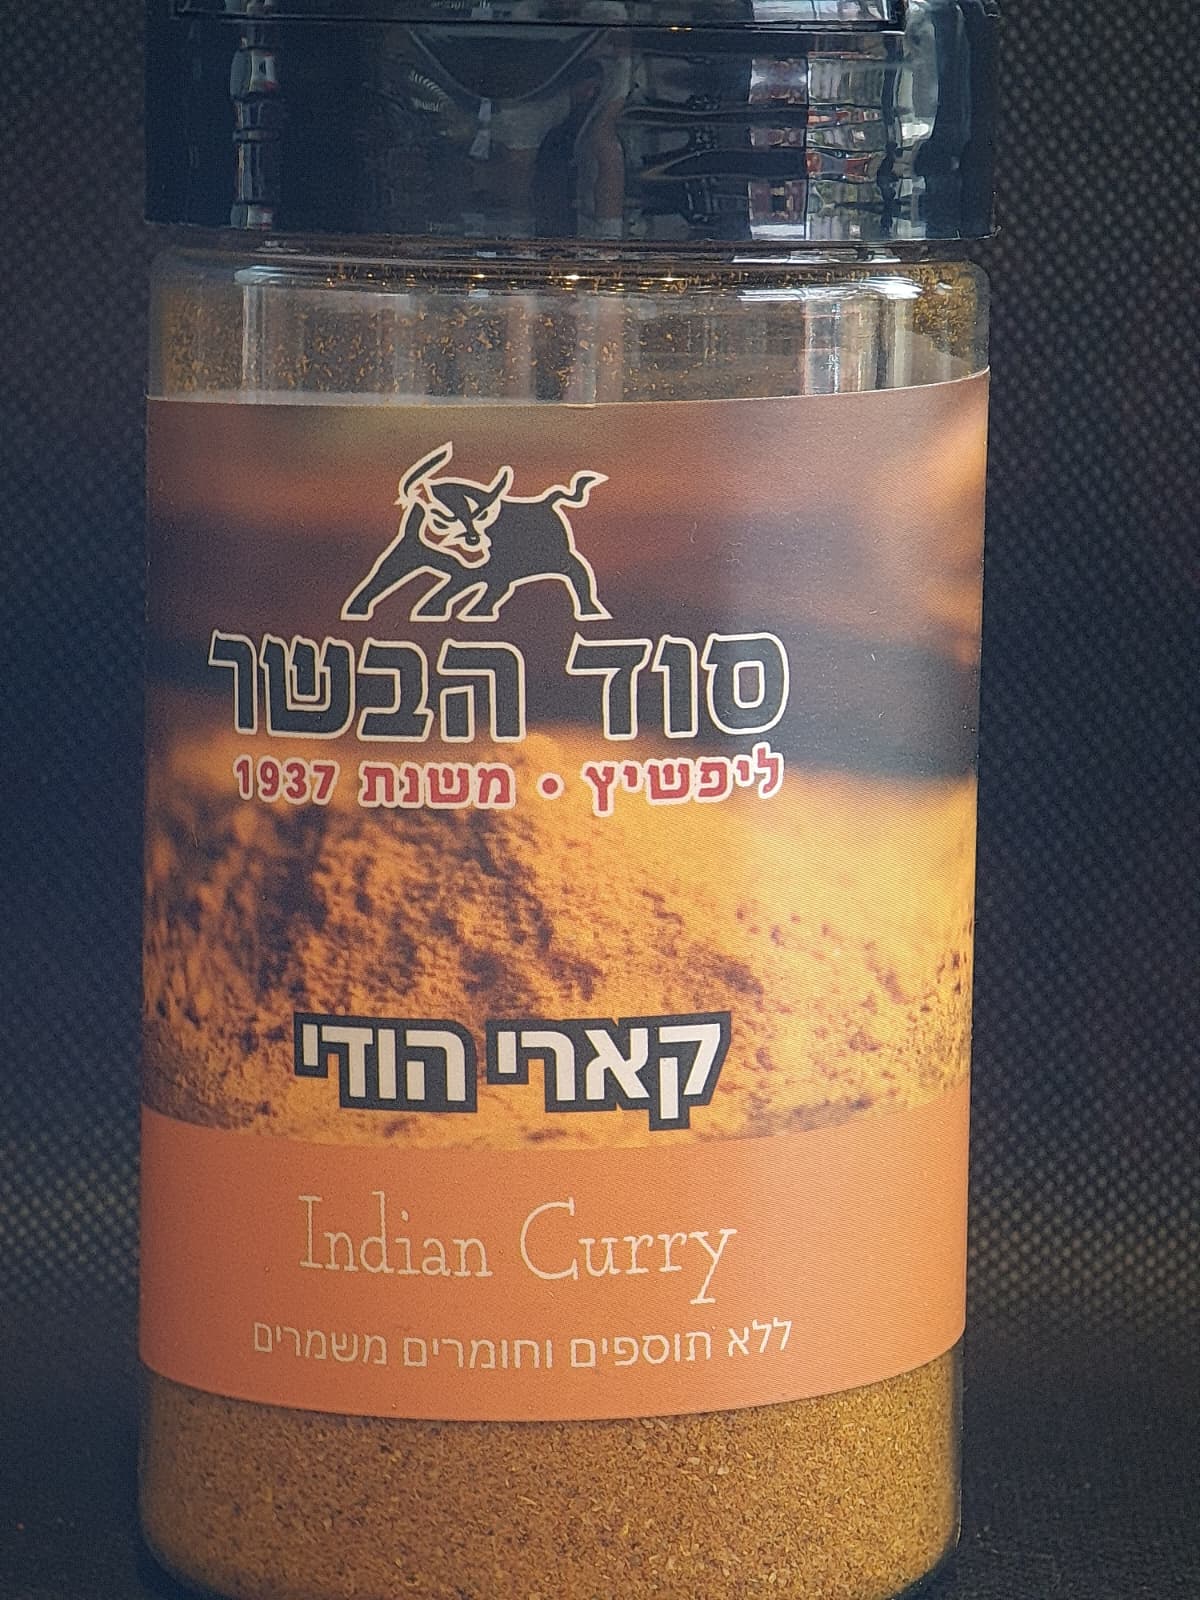 סוד הבשר
ליפשיץ • משנת 1937
קארי הודי
Indian Curry
ללא תוספים וחומרים משמרים